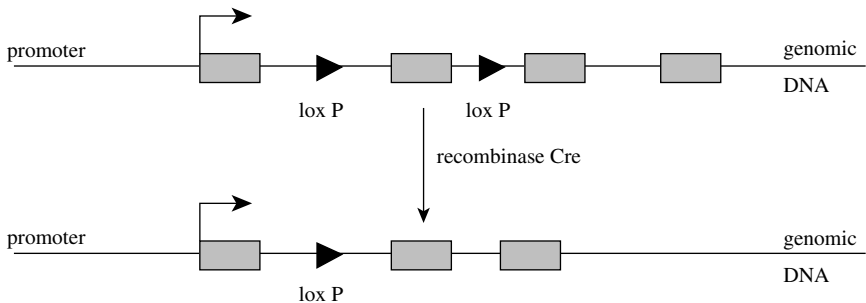 promoter
genomic
DNA
lox P
lox P
recombinase Cre
promoter
genomic
DNA
lox P